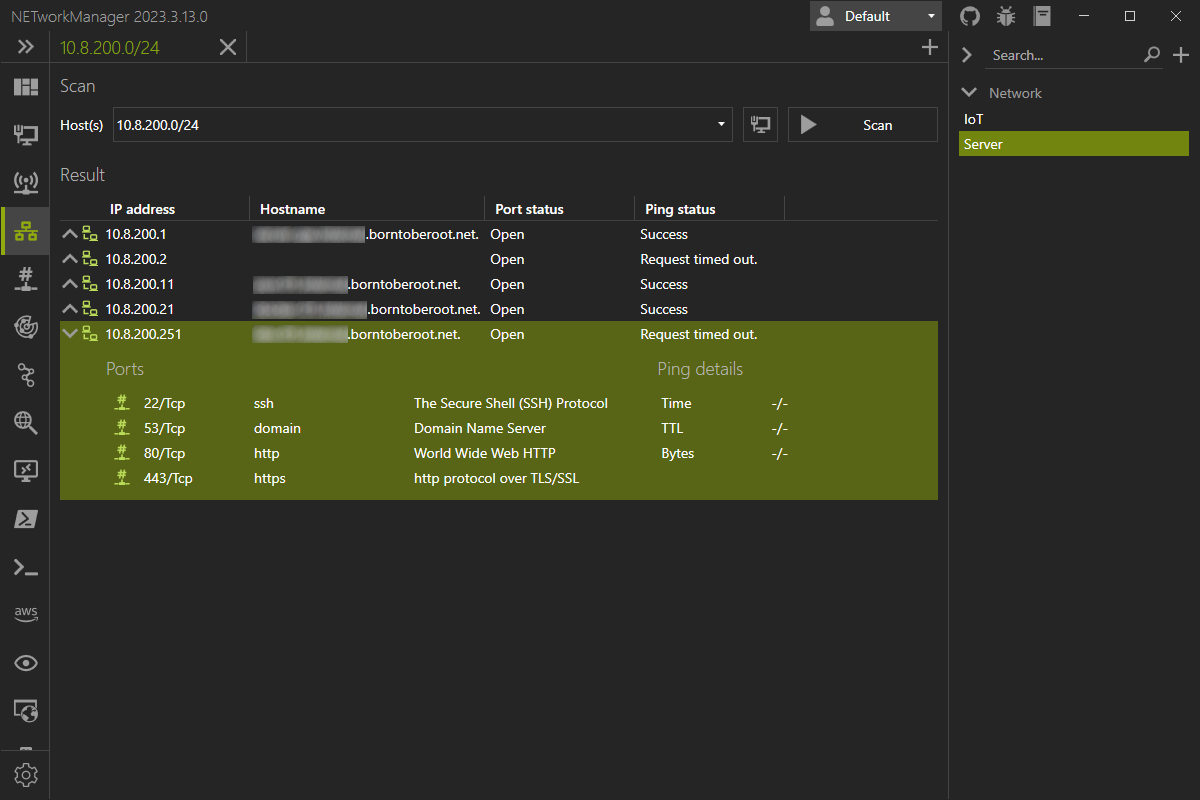 NETworkManager 2023.3.13.0
Default
10.8.200.0/24
Search...
Scan
Network
Host(s) 10.8.200.0/24 Scan
IoT
Server
Result
IP address Hostname Port status Ping status
10.8.200.1 .borntoberoot.net. Open Success
10.8.200.2 Open Request timed out.
10.8.200.11 .borntoberoot.net. Open Success
10.8.200.21 .borntoberoot.net. Open Success
10.8.200.251 .borntoberoot.net. Open Request timed out.
Ports Ping details
22/Tcp ssh The Secure Shell (SSH) Protocol Time -/-
53/Tcp domain Domain Name Server TTL -/-
80/Tcp http World Wide Web HTTP Bytes -/-
443/Tcp https http protocol over TLS/SSL
aws